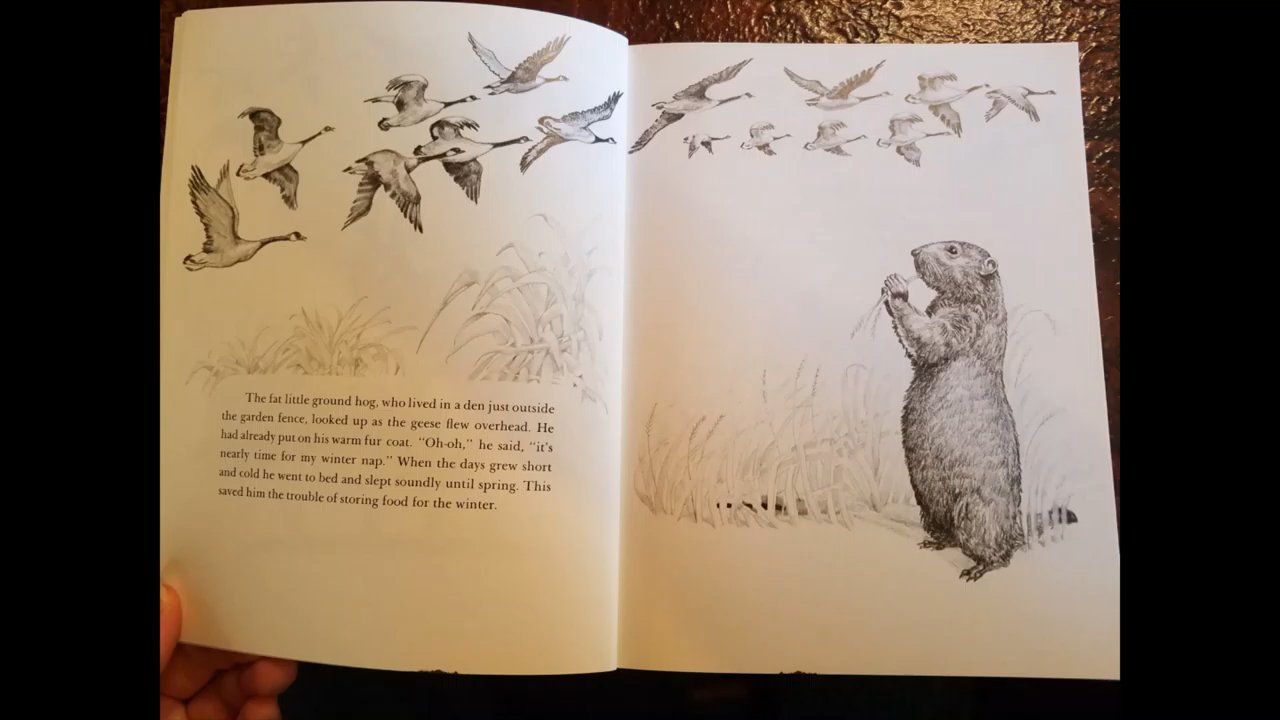 The fat little ground hog, who lived in a den just outside
the garden fence, looked up as the geese flew overhead. He
had already put on his warm fur coat. "Oh-oh," he said, "it's
nearly time for my winter nap." When the days grew short
and cold he went to bed and slept soundly until spring. This
saved him the trouble of storing food for the winter.